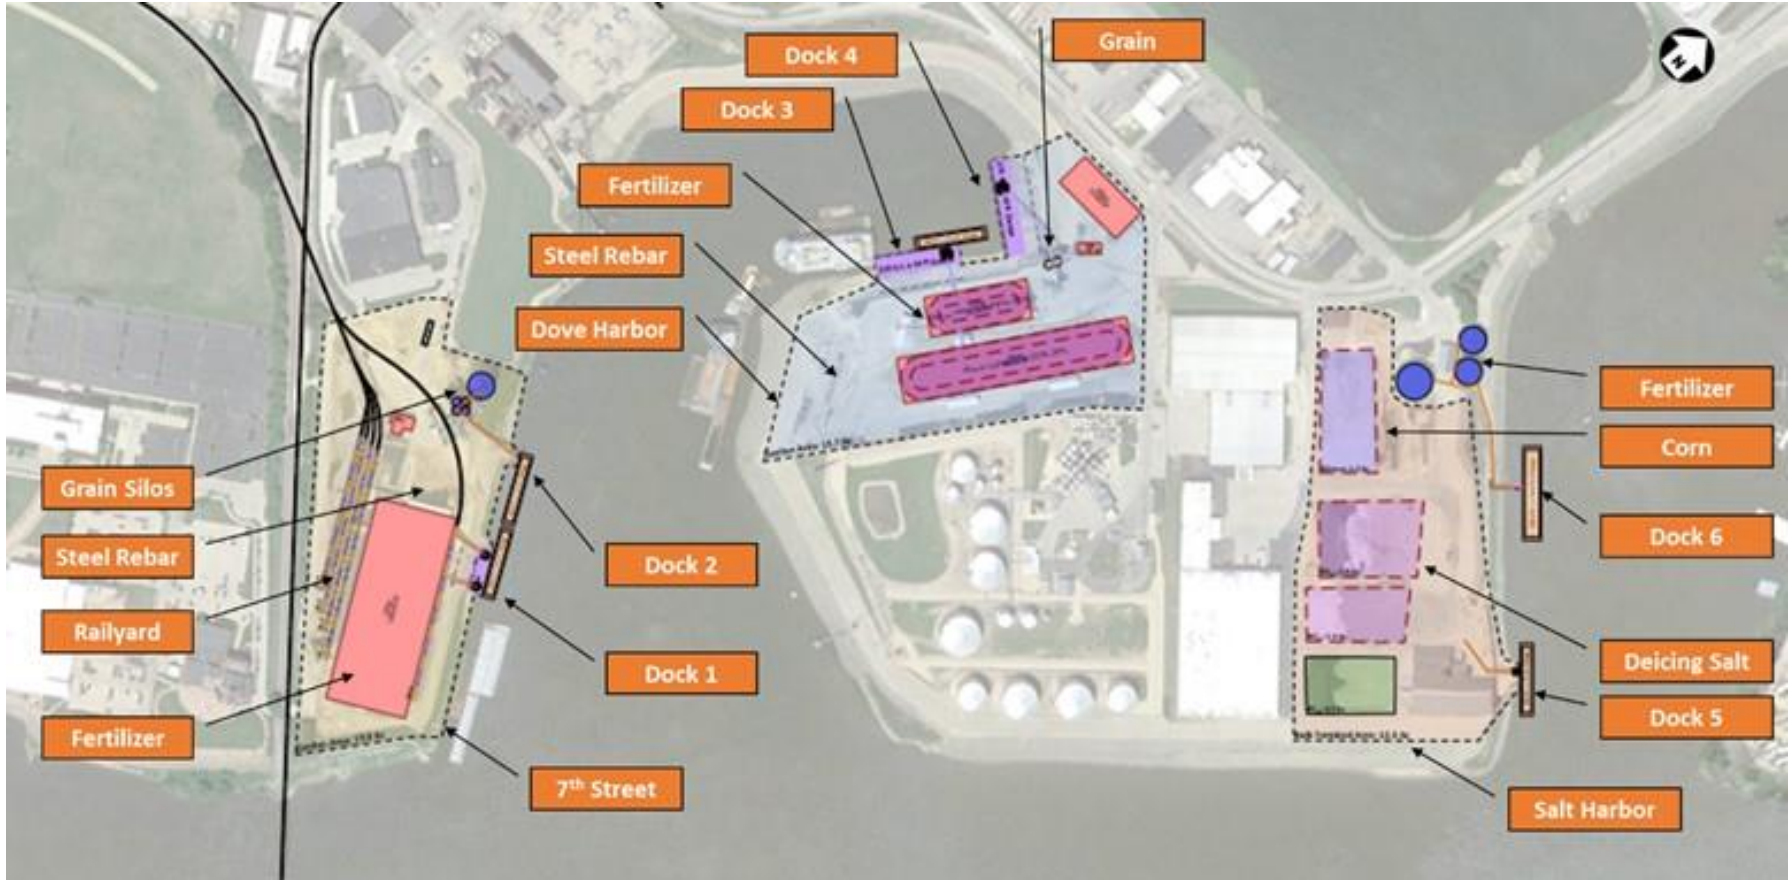 Dock 4
Grain
N
Dock 3
Fertilizer
Steel Rebar
Dove Harbor
Fertilizer
Corn
Grain Silos
Dock 6
Steel Rebar
Dock 2
Railyard
Deicing Salt
Dock 1
Dock 5
Fertilizer
7th Street
Salt Harbor